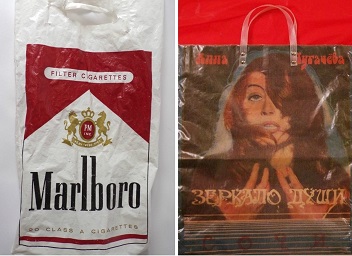 FILTER CIGARETTES
PM
Marlboro
20 CLASS A CIGARETTES
Алла Пугачева
ЗЕРКАЛО ДУШИ